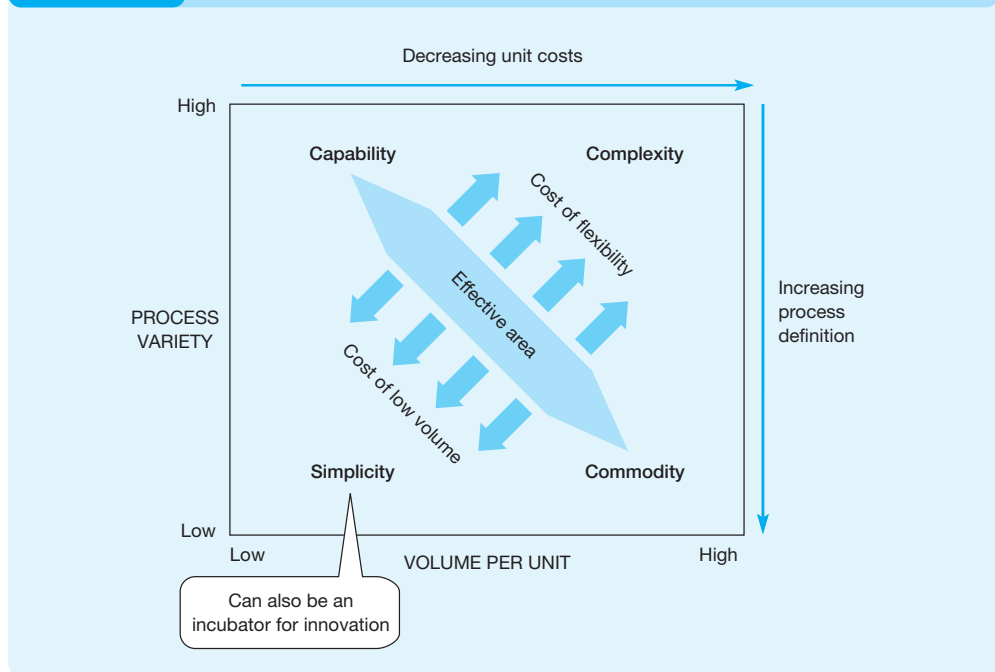 Decreasing unit costs
High
Capability
Complexity
Cost of flexibility
Effective area
Increasing
process
definition
PROCESS
VARIETY
Cost of low volume
Simplicity
Commodity
Low
Low
VOLUME PER UNIT
High
Can also be an
incubator for innovation